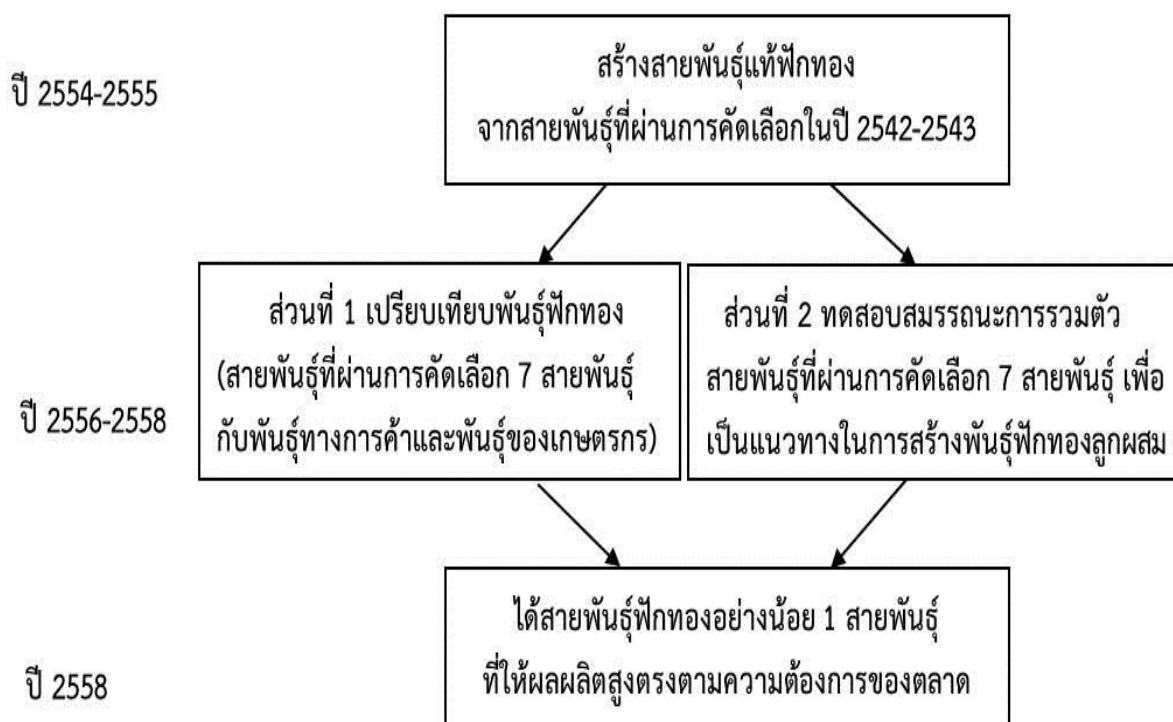 ปี 2554-2555
สร้างสายพันธุ์แท้ฟักทอง
จากสายพันธุ์ที่ผ่านการคัดเลือกในปี 2542-2543
ปี 2556-2558
ส่วนที่ 1 เปรียบเทียบพันธุ์ฟักทอง
(สายพันธุ์ที่ผ่านการคัดเลือก 7 สายพันธุ์
กับพันธุ์ทางการค้าและพันธุ์ของเกษตรกร)
ส่วนที่ 2 ทดสอบสมรรถนะการรวมตัว
สายพันธุ์ที่ผ่านการคัดเลือก 7 สายพันธุ์ เพื่อ
เป็นแนวทางในการสร้างพันธุ์ฟักทองลูกผสม
ปี 2558
ได้สายพันธุ์ฟักทองอย่างน้อย 1 สายพันธุ์
ที่ให้ผลผลิตสูงตรงตามความต้องการของตลาด